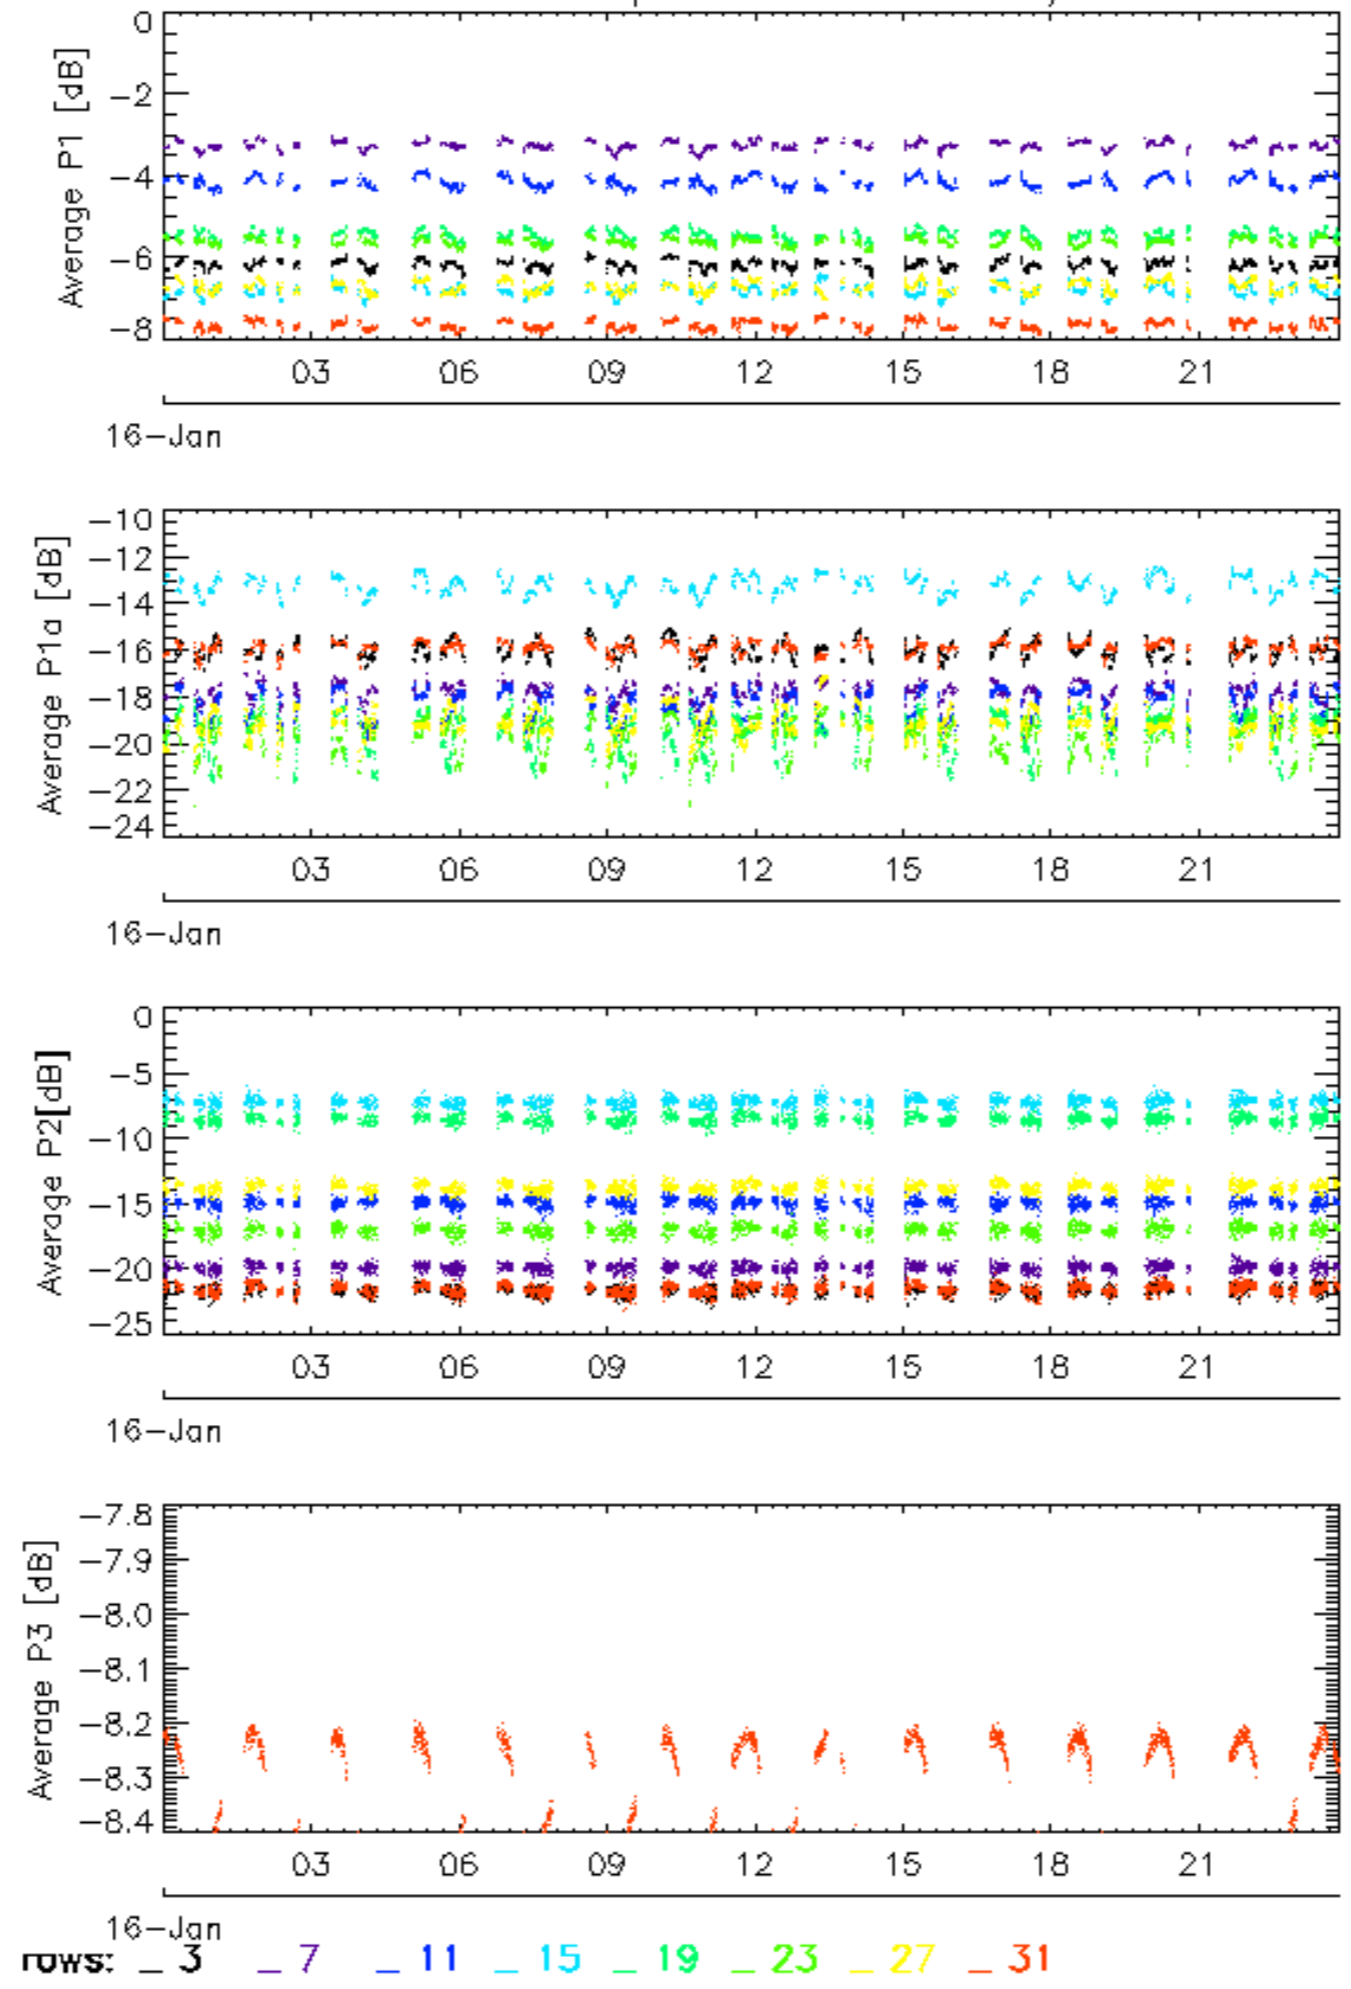 0
−2
−4
−6
−8
Average P1 [dB]
03 06 09 12 15 18 21
16−Jan
−10
−12
−14
−16
−18
−20
−22
−24
Average P1a [dB]
03 06 09 12 15 18 21
16−Jan
0
−5
−10
−15
−20
−25
Average P2[dB]
03 06 09 12 15 18 21
16−Jan
−7.8
−7.9
−8.0
−8.1
−8.2
−8.3
−8.4
Average P3 [dB]
03 06 09 12 15 18 21
16−Jan
rows: _ 3 _ 7 _ 11 _ 15 _ 19 _ 23 _ 27 _ 31